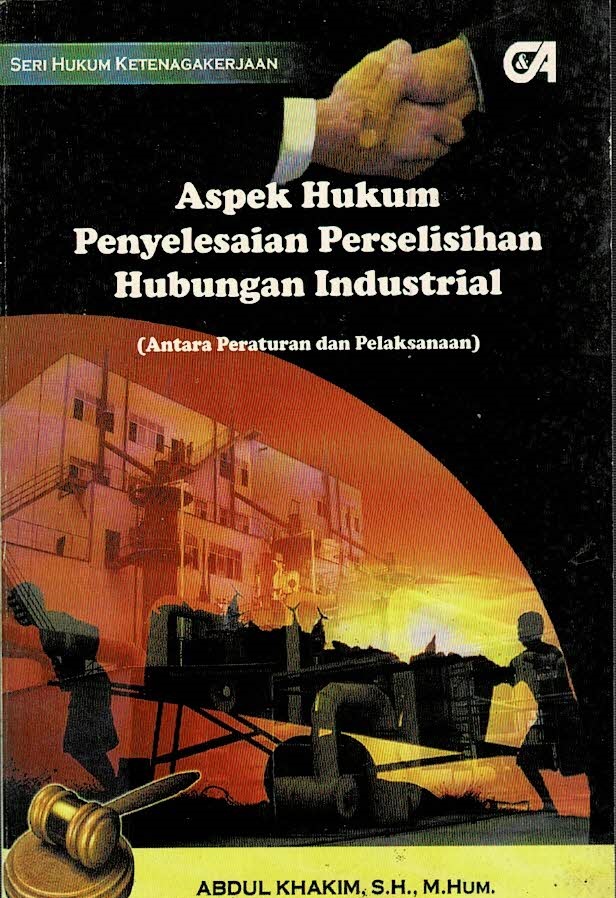 SERI HUKUM KETENAGAKERJAAN
C&A
Aspek Hukum
Penyelesaian Perselisihan
Hubungan Industrial
(Antara Peraturan dan Pelaksanaan)
ABDUL KHAKIM, S.H., M.HUM.